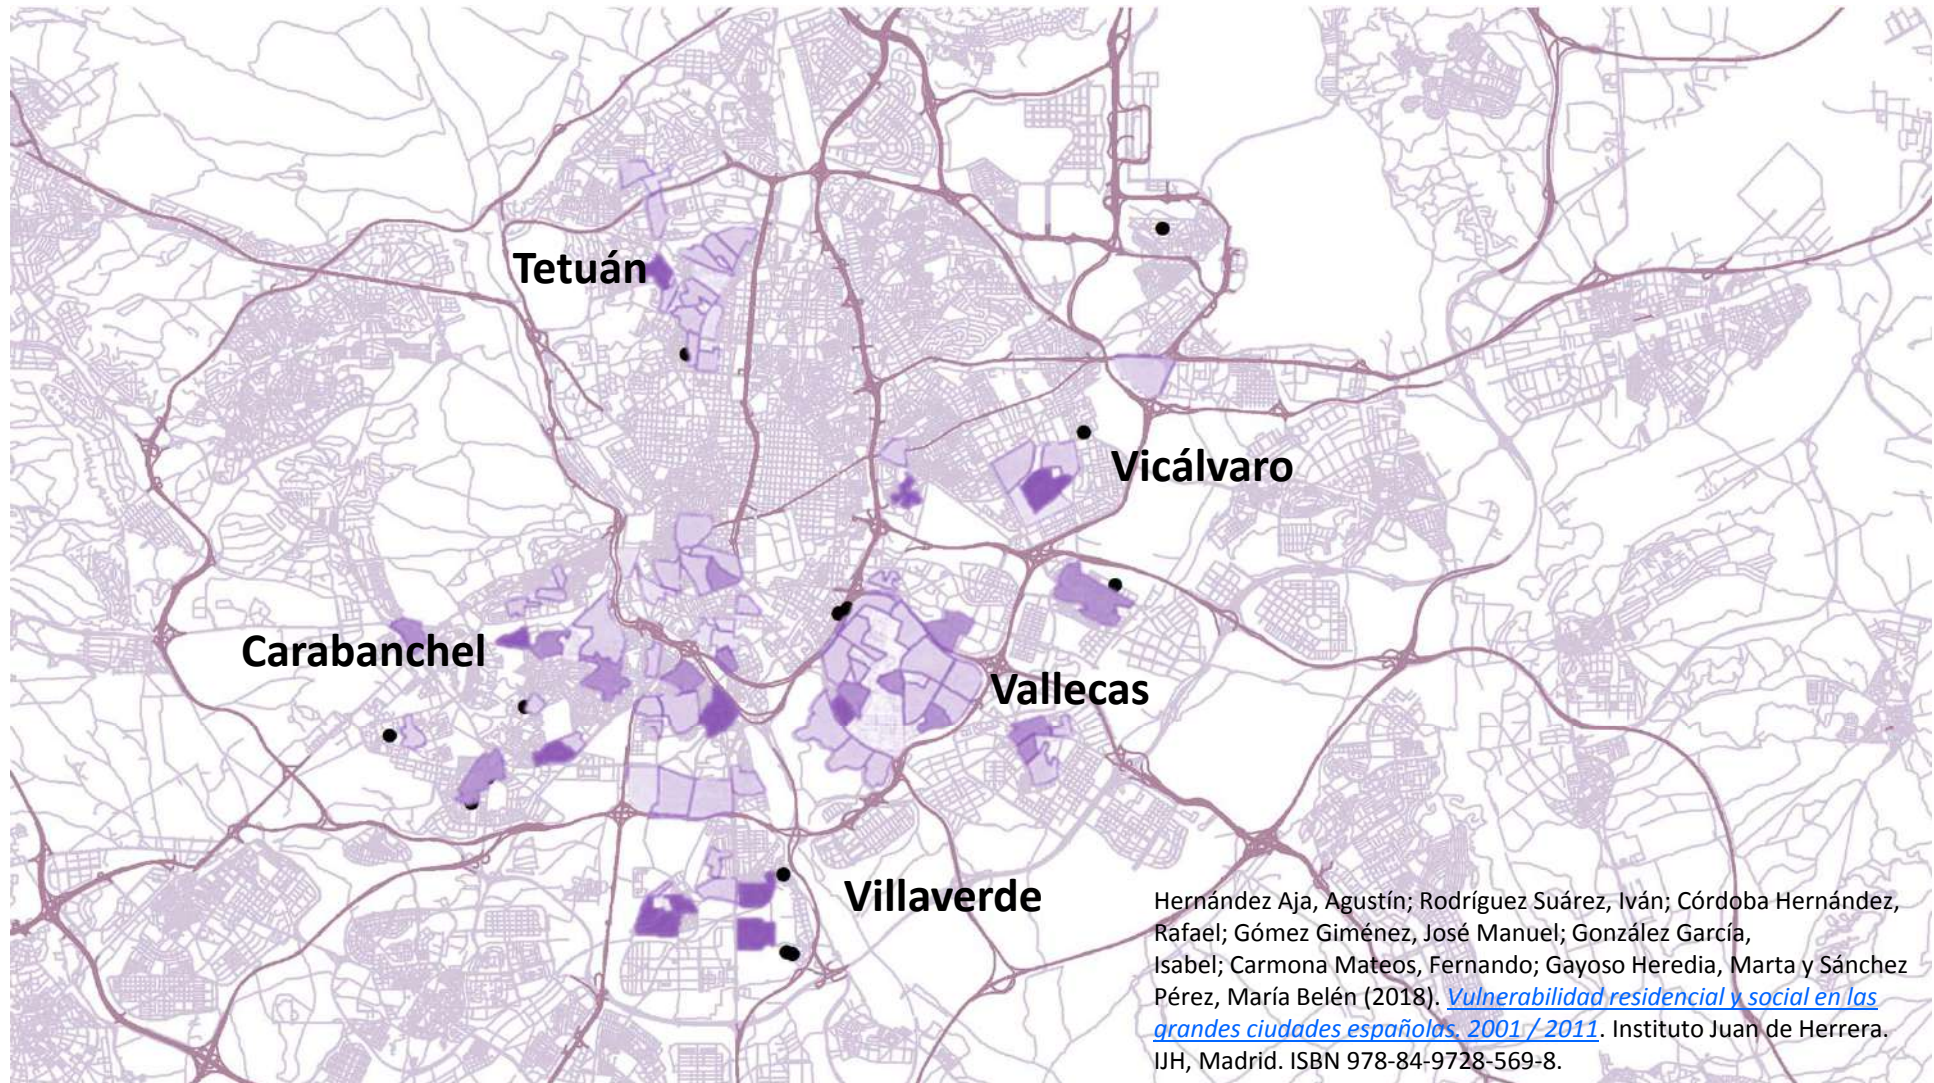 Tetuán
Vicálvaro
Carabanchel
Vallecas
Villaverde
Hernández Aja, Agustín; Rodríguez Suárez, Iván; Córdoba Hernández,
Rafael; Gómez Giménez, José Manuel; González García,
Isabel; Carmona Mateos, Fernando; Gayoso Heredia, Marta y Sánchez
Pérez, María Belén (2018). Vulnerabilidad residencial y social en las
grandes ciudades españolas. 2001 / 2011. Instituto Juan de Herrera.
IJH, Madrid. ISBN 978-84-9728-569-8.